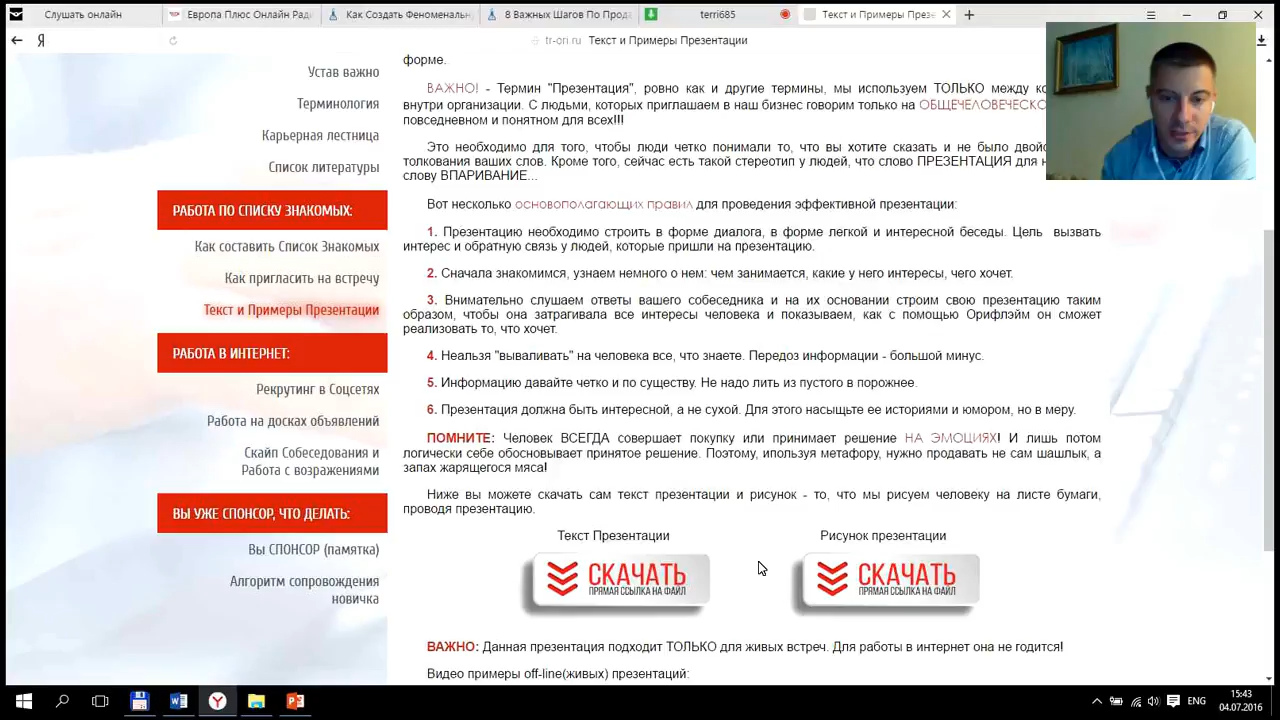 Слушать онлайн
Европа Плюс Онлайн Ради
Как Создать Феноменальн
8 Важных Шагов По Прод
terri685
Текст и Примеры Презе
Я
tr-ori.ru Текст и Примеры Презентации
Устав важно
Терминология
Карьерная лестница
Список литературы
РАБОТА ПО СПИСКУ ЗНАКОМЫХ:
Как составить Список Знакомых
Как пригласить на встречу
Текст и Примеры Презентации
РАБОТА В ИНТЕРНЕТ:
Рекрутинг в Соцсетях
Работа на досках объявлений
Скайп Собеседования и
Работа с возражениями
ВЫ УЖЕ СПОНСОР, ЧТО ДЕЛАТЬ:
Вы СПОНСОР (памятка)
Алгоритм сопровождения
новичка
форме.
ВАЖНО! - Термин "Презентация", ровно как и другие термины, мы используем ТОЛЬКО между ко
внутри организации. С людьми, которых приглашаем в наш бизнес говорим только на ОБЩЕЧЕЛОВЕЧЕСКО
повседневном и понятном для всех!!!
Это необходимо для того, чтобы люди четко понимали то, что вы хотите сказать и не было двой
толкования ваших слов. Кроме того, сейчас есть такой стереотип у людей, что слово ПРЕЗЕНТАЦИЯ для н
слову ВПАРИВАНИЕ...
Вот несколько основополагающих правил для проведения эффективной презентации:
1. Презентацию необходимо строить в форме диалога, в форме легкой и интересной беседы. Цель вызвать
интерес и обратную связь у людей, которые пришли на презентацию.
2. Сначала знакомимся, узнаем немного о нем: чем занимается, какие у него интересы, чего хочет.
3. Внимательно слушаем ответы вашего собеседника и на их основании строим свою презентацию таким
образом, чтобы она затрагивала все интересы человека и показываем, как с помощью Орифлэйм он сможет
реализовать то, что хочет.
4. Неальзя "вываливать" на человека все, что знаете. Передоз информации - большой минус.
5. Информацию давайте четко и по существу. Не надо лить из пустого в порожнее.
6. Презентация должна быть интересной, а не сухой. Для этого насыщьте ее историями и юмором, но в меру.
ПОМНИТЕ: Человек ВСЕГДА совершает покупку или принимает решение НА ЭМОЦИЯХ! И лишь потом
логически себе обосновывает принятое решение. Поэтому, ипользуя метафору, нужно продавать не сам шашлык, а
запах жарящегося мяса!
Ниже вы можете скачать сам текст презентации и рисунок - то, что мы рисуем человеку на листе бумаги,
проводя презентацию.
Текст Презентации
Рисунок презентации
СКАЧАТЬ
ПРЯМАЯ ССЫЛКА НА ФАЙЛ
СКАЧАТЬ
ПРЯМАЯ ССЫЛКА НА ФАЙЛ
ВАЖНО: Данная презентация подходит ТОЛЬКО для живых встреч. Для работы в интернет она не годится!
Видео примеры off-line(живых) презентаций:
ENG
15:43
04.07.2016